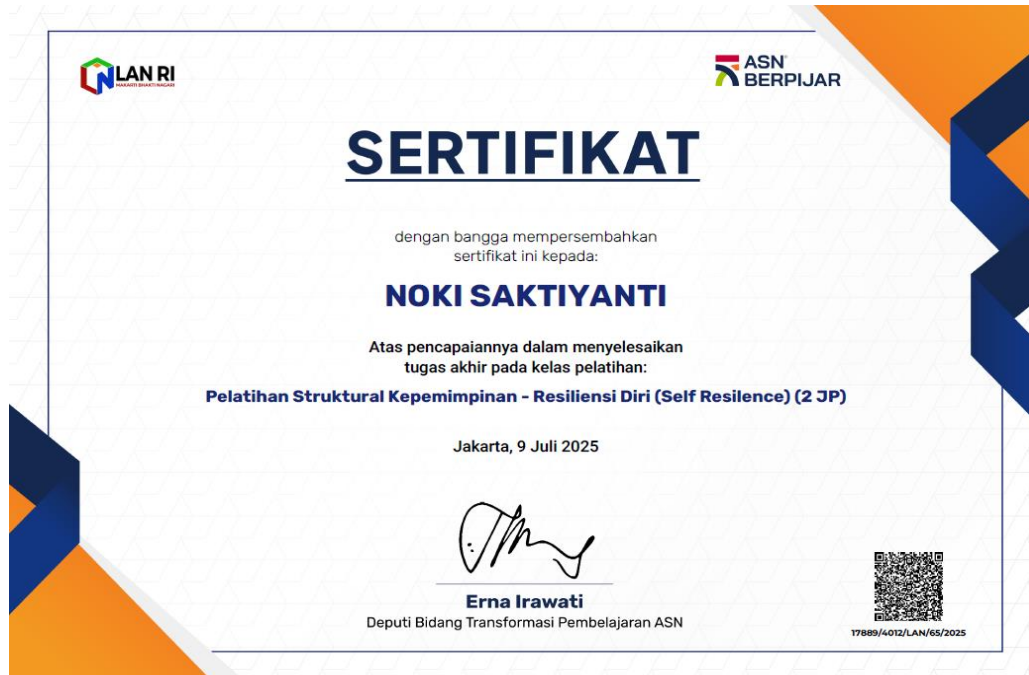 LAN RI
MAKARTI BHAKTI NAGARI
ASN
BERPIJAR
SERTIFIKAT
dengan bangga mempersembahkan
sertifikat ini kepada:
NOKI SAKTIYANTI
Atas pencapaiannya dalam menyelesaikan
tugas akhir pada kelas pelatihan:
Pelatihan Struktural Kepemimpinan - Resiliensi Diri (Self Resilence) (2 JP)
Jakarta, 9 Juli 2025
Erna Irawati
Deputi Bidang Transformasi Pembelajaran ASN
17889/4012/LAN/65/2025